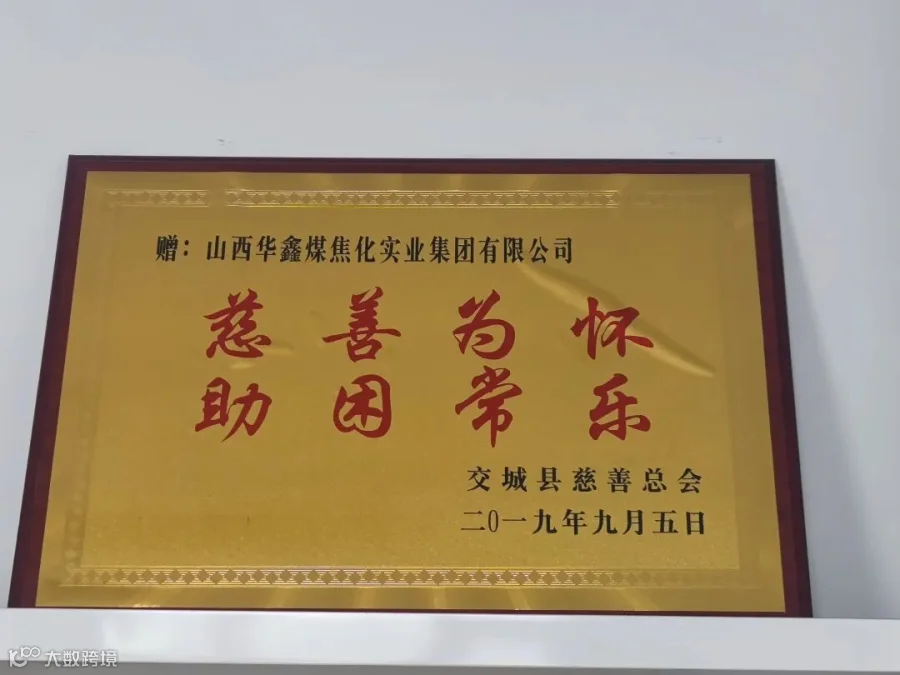 赠：山西华鑫煤焦化实业集团有限公司
慈善为怀
助困常乐
交城县慈善总会
二〇一九年九月五日
大数跨境